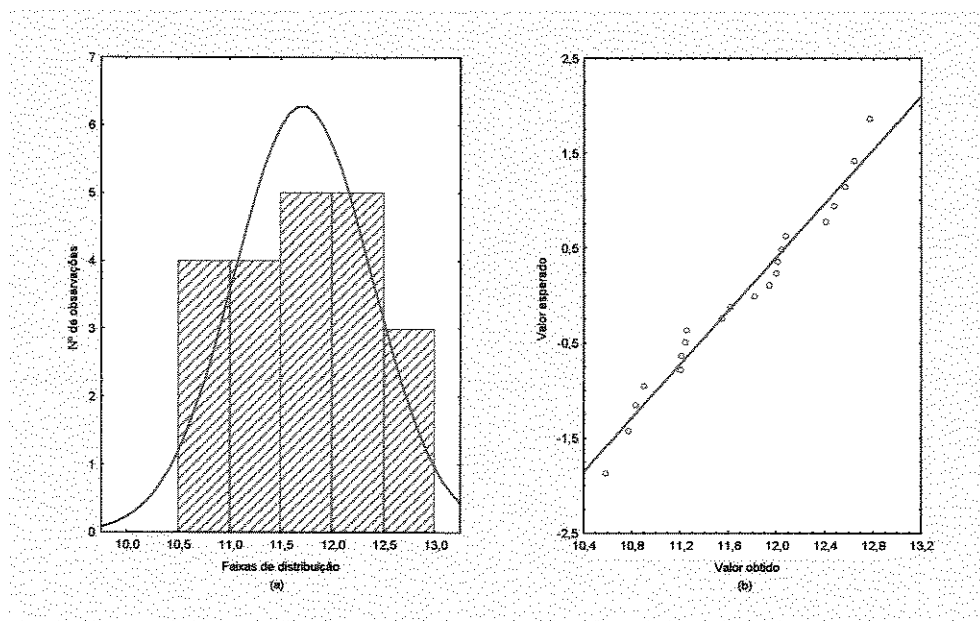 7
6
5
4
3
2
1
0
Nº de observações
10,0 10,5 11,0 11,5 12,0 12,5 13,0
Faixas de distribuição
(a)
2,5
1,5
0,5
-0,5
-1,5
-2,5
Valor esperado
10,4 10,8 11,2 11,6 12,0 12,4 12,8 13,2
Valor obtido
(b)